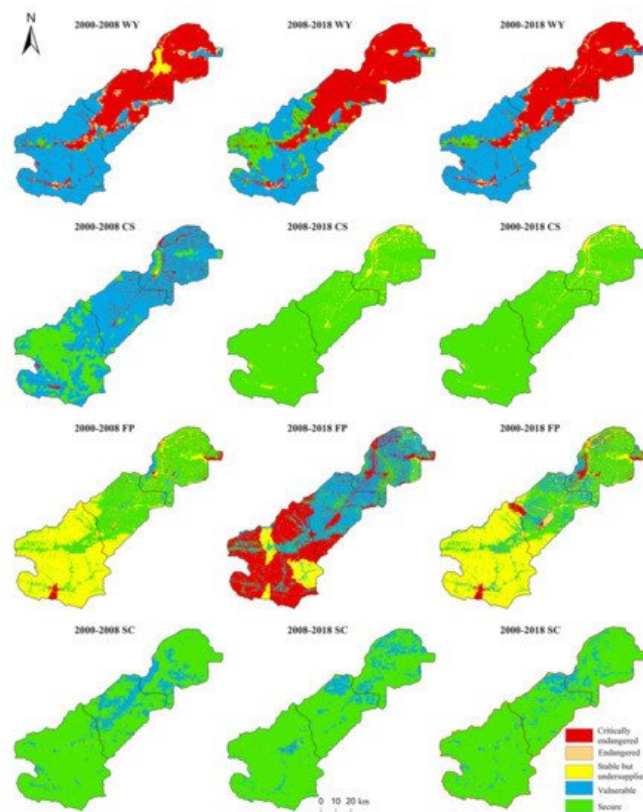 N
2000-2008 WY
2008-2018 WY
2000-2018 WY
2000-2008 CS
2008-2018 CS
2000-2018 CS
2000-2008 FP
2008-2018 FP
2000-2018 FP
2000-2008 SC
2008-2018 SC
2000-2018 SC
Critically
endangered
Endangered
Stable but
undersupplie
Vulnerable
Secure
0 10 20 km